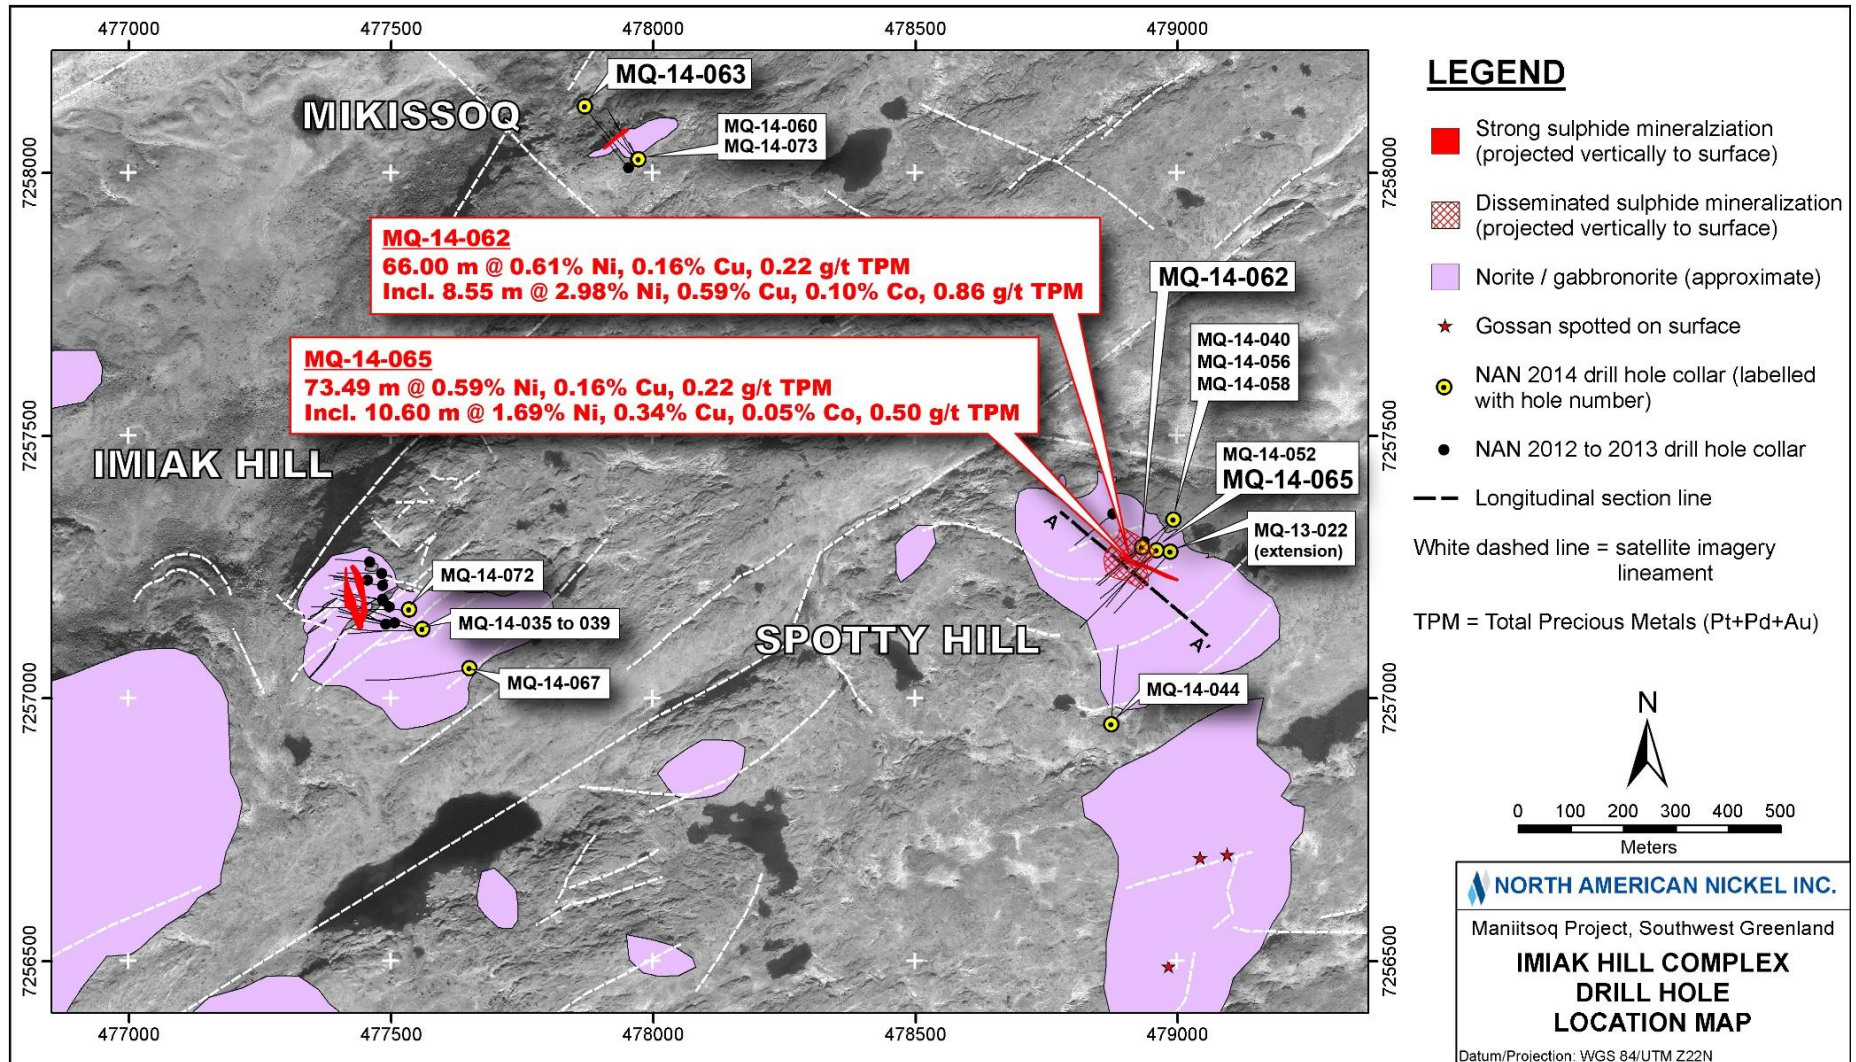 477000 477500 478000 478500 479000
7258000
7257500
7257000
7256500
MIKISSOQ
MQ-14-063
MQ-14-060
MQ-14-073
MQ-14-062
66.00 m @ 0.61% Ni, 0.16% Cu, 0.22 g/t TPM
Incl. 8.55 m @ 2.98% Ni, 0.59% Cu, 0.10% Co, 0.86 g/t TPM
MQ-14-062
MQ-14-065
73.49 m @ 0.59% Ni, 0.16% Cu, 0.22 g/t TPM
Incl. 10.60 m @ 1.69% Ni, 0.34% Cu, 0.05% Co, 0.50 g/t TPM
MQ-14-040
MQ-14-056
MQ-14-058
MQ-14-052
MQ-14-065
MQ-13-022
(extension)
IMIAK HILL
MQ-14-072
MQ-14-035 to 039
MQ-14-067
SPOTTY HILL
A
A'
MQ-14-044
7258000
7257500
7257000
7256500
477000 477500 478000 478500 479000
LEGEND
Strong sulphide mineralziation
(projected vertically to surface)
Disseminated sulphide mineralization
(projected vertically to surface)
Norite / gabbronorite (approximate)
Gossan spotted on surface
NAN 2014 drill hole collar (labelled
with hole number)
NAN 2012 to 2013 drill hole collar
Longitudinal section line
White dashed line = satellite imagery
lineament
TPM = Total Precious Metals (Pt+Pd+Au)
N
0 100 200 300 400 500
Meters
NORTH AMERICAN NICKEL INC.
Maniitsoq Project, Southwest Greenland
IMIAK HILL COMPLEX
DRILL HOLE
LOCATION MAP
Datum/Projection: WGS 84/UTM Z22N